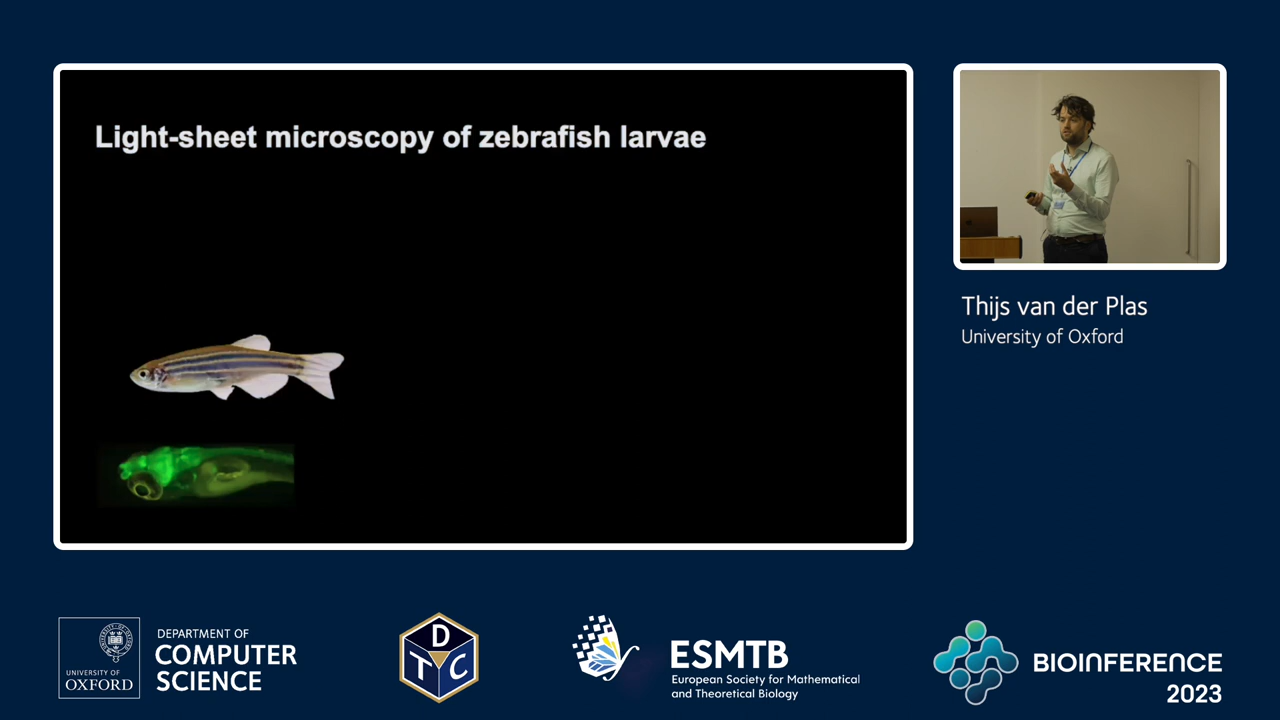 Light-sheet microscopy of zebrafish larvae
Thijs van der Plas
University of Oxford
UNIVERSITY OF
OXFORD
DEPARTMENT OF
COMPUTER
SCIENCE
D
T C
ESMTB
European Society for Mathematical
and Theoretical Biology
BIOINFERENCE
2023